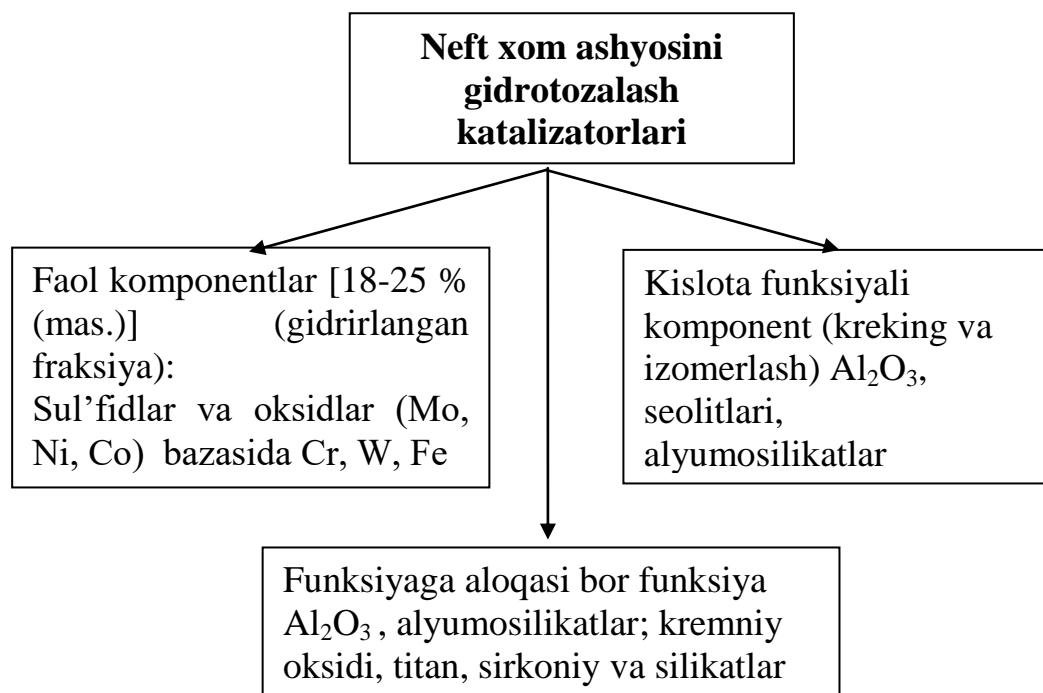 Neft xom ashyosini
gidrotozalash
katalizatorlari
Faol komponentlar [18-25 %
(mas.)] (gidrirlangan
fraksiya):
Sul’fidlar va oksidlar (Mo,
Ni, Co) bazasida Cr, W, Fe
Kislota funksiyali
komponent (kreking va
izomerlash) Al₂O₃,
seolitlari,
alyumosilikatlar
Funksiyaga aloqasi bor funksiya
Al₂O₃ , alyumosilikatlar; kremniy
oksidi, titan, sirkoniy va silikatlar